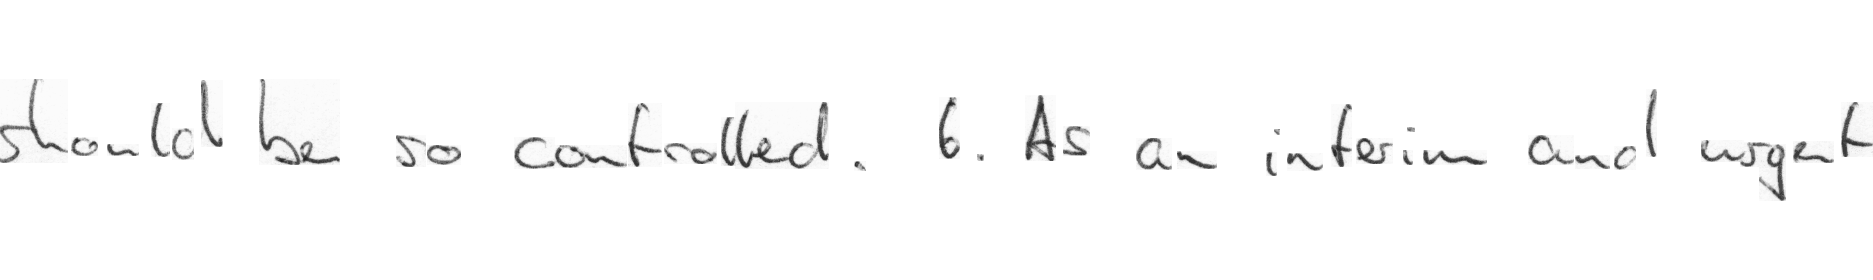 should be so controlled. 6. As an interim and urgent